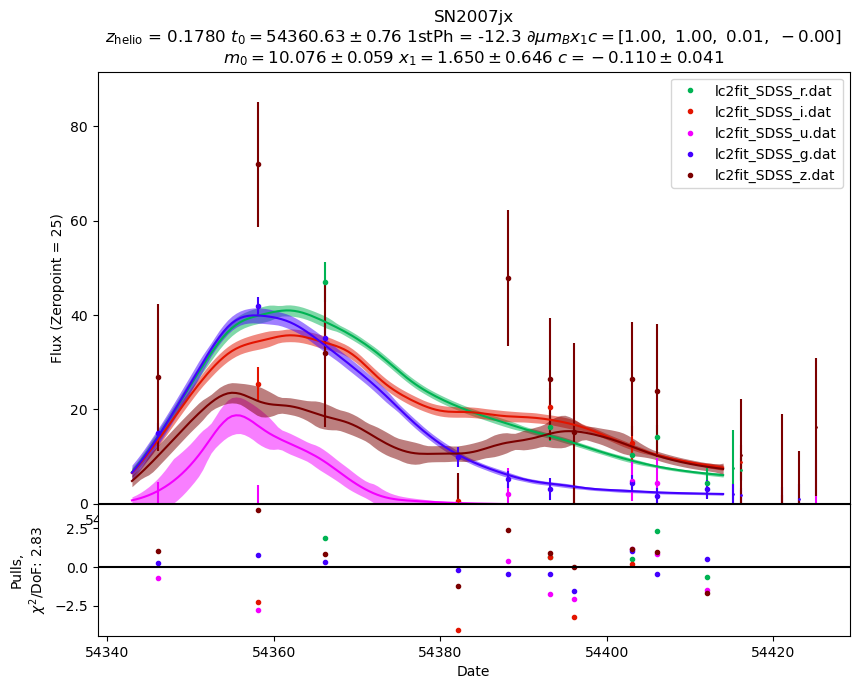 SN2007jx
z_helio = 0.1780 t_0 = 54360.63 ± 0.76 1stPh = -12.3 ∂μm_Bx_1c = [1.00, 1.00, 0.01, −0.00]
m_0 = 10.076 ± 0.059 x_1 = 1.650 ± 0.646 c = −0.110 ± 0.041
lc2fit_SDSS_r.dat
lc2fit_SDSS_i.dat
lc2fit_SDSS_u.dat
lc2fit_SDSS_g.dat
lc2fit_SDSS_z.dat
Flux (Zeropoint = 25)
80
60
40
20
0
Pulls,
χ²/DoF: 2.83
2.5
0.0
−2.5
54340
54360
54380
54400
54420
Date